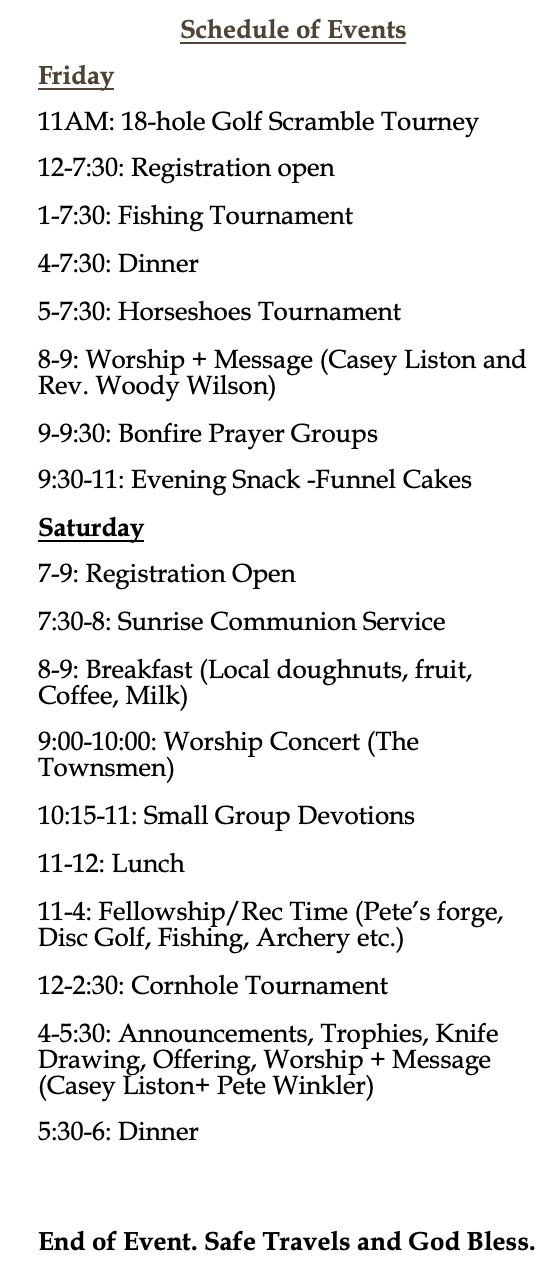 Schedule of Events
Friday
11AM: 18-hole Golf Scramble Tourney
12-7:30: Registration open
1-7:30: Fishing Tournament
4-7:30: Dinner
5-7:30: Horseshoes Tournament
8-9: Worship + Message (Casey Liston and
Rev. Woody Wilson)
9-9:30: Bonfire Prayer Groups
9:30-11: Evening Snack -Funnel Cakes
Saturday
7-9: Registration Open
7:30-8: Sunrise Communion Service
8-9: Breakfast (Local doughnuts, fruit,
Coffee, Milk)
9:00-10:00: Worship Concert (The
Townsmen)
10:15-11: Small Group Devotions
11-12: Lunch
11-4: Fellowship/Rec Time (Pete’s forge,
Disc Golf, Fishing, Archery etc.)
12-2:30: Cornhole Tournament
4-5:30: Announcements, Trophies, Knife
Drawing, Offering, Worship + Message
(Casey Liston+ Pete Winkler)
5:30-6: Dinner
End of Event. Safe Travels and God Bless.